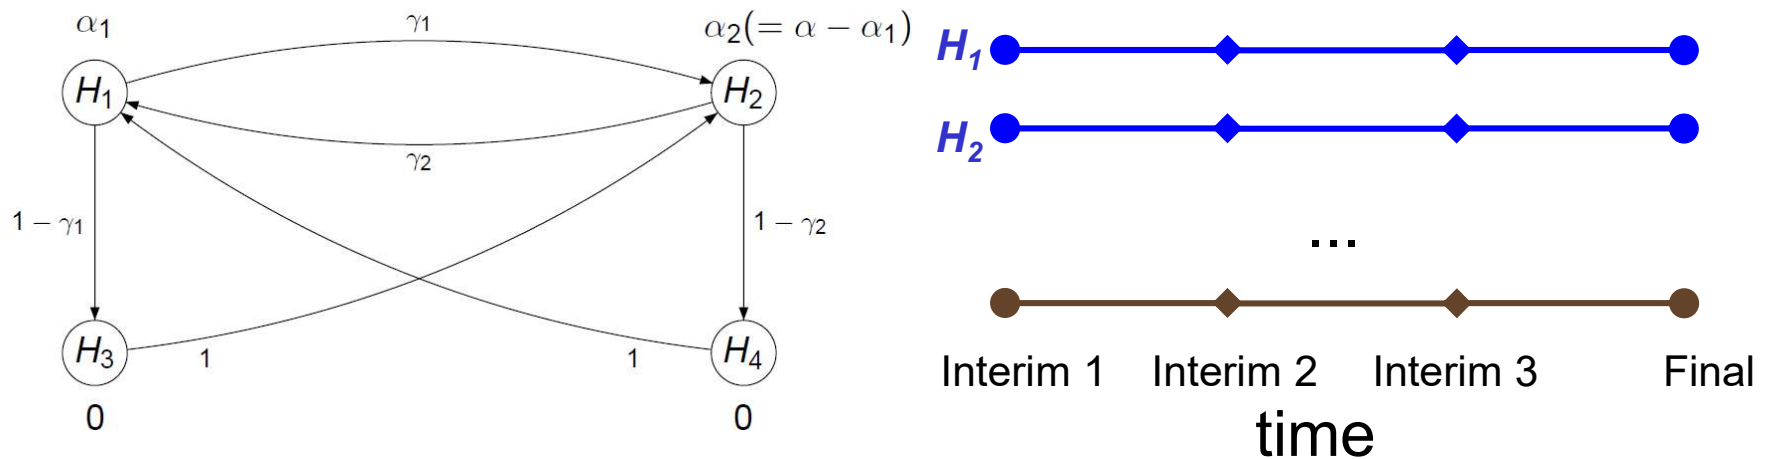 α₁
γ₁
α₂(= α − α₁)
H₁
H₂
γ₂
1 − γ₁
1 − γ₂
H₃
H₄
1
1
0
0
H₁
H₂
...
Interim 1
Interim 2
Interim 3
Final
time